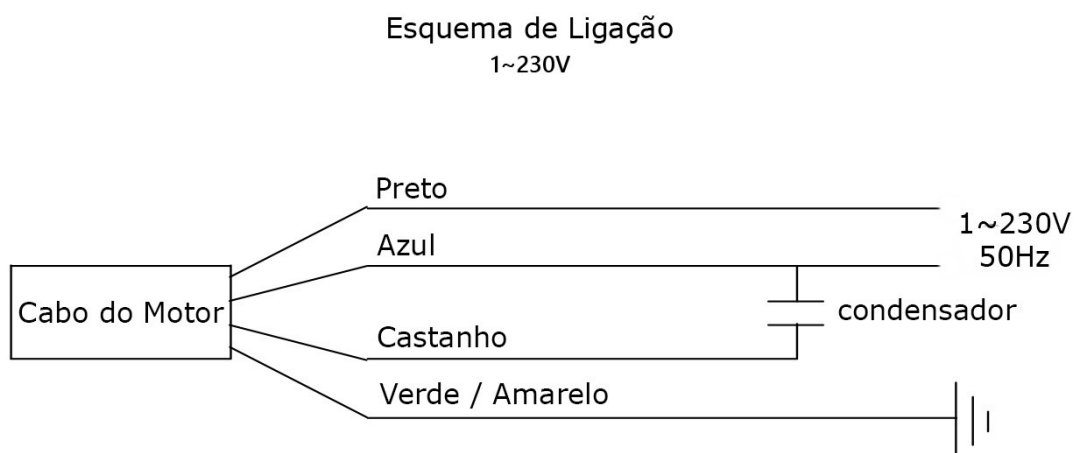 Esquema de Ligação
1~230V
Preto
1~230V
50Hz
Azul
Cabo do Motor
condensador
Castanho
Verde / Amarelo